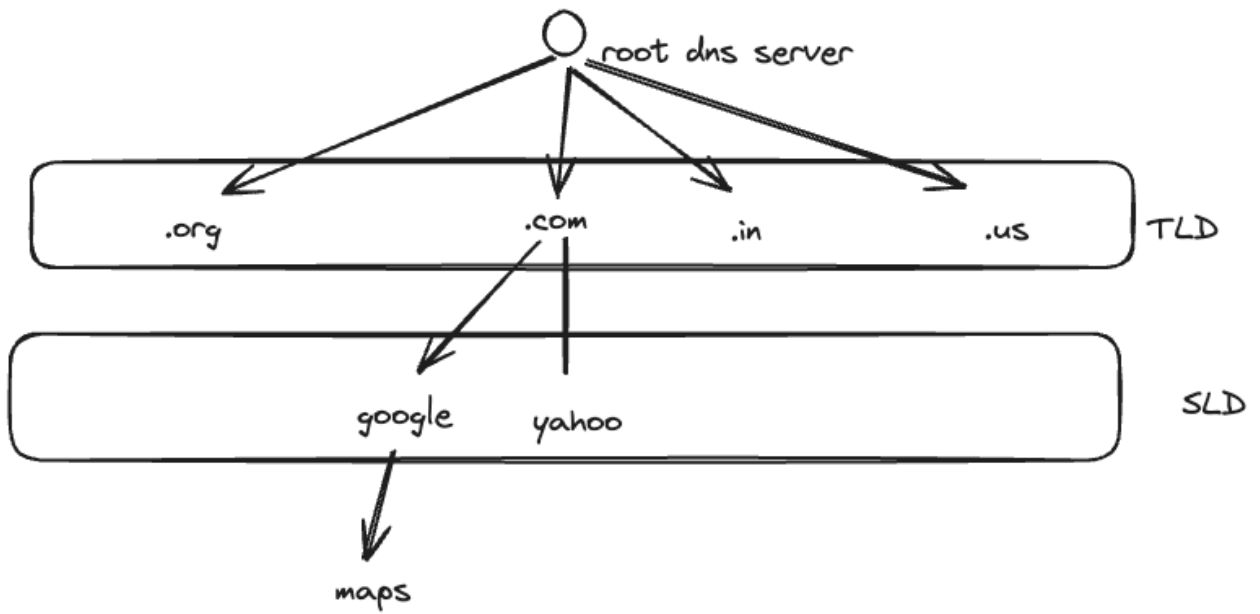 root dns server
.org
.com
.in
.us
TLD
google
yahoo
SLD
maps